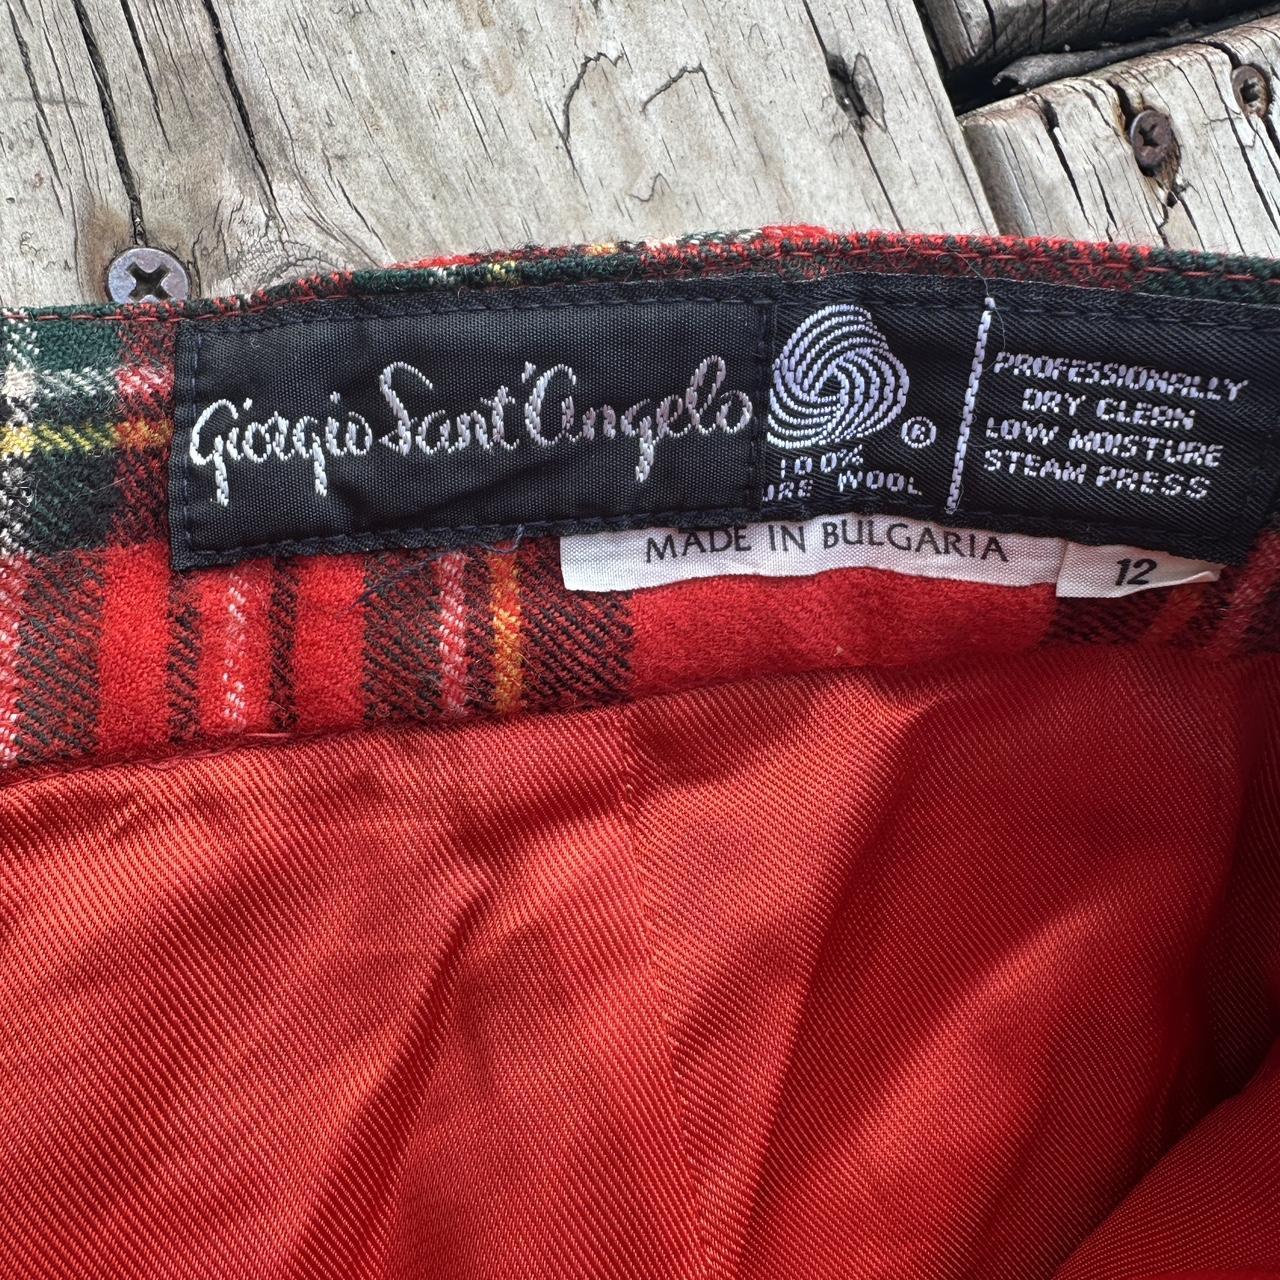 Giorgio Sant'Angelo
®
100%
URE WOOL
PROFESSIONALLY
DRY CLEAN
LOW MOISTURE
STEAM PRESS
MADE IN BULGARIA
12